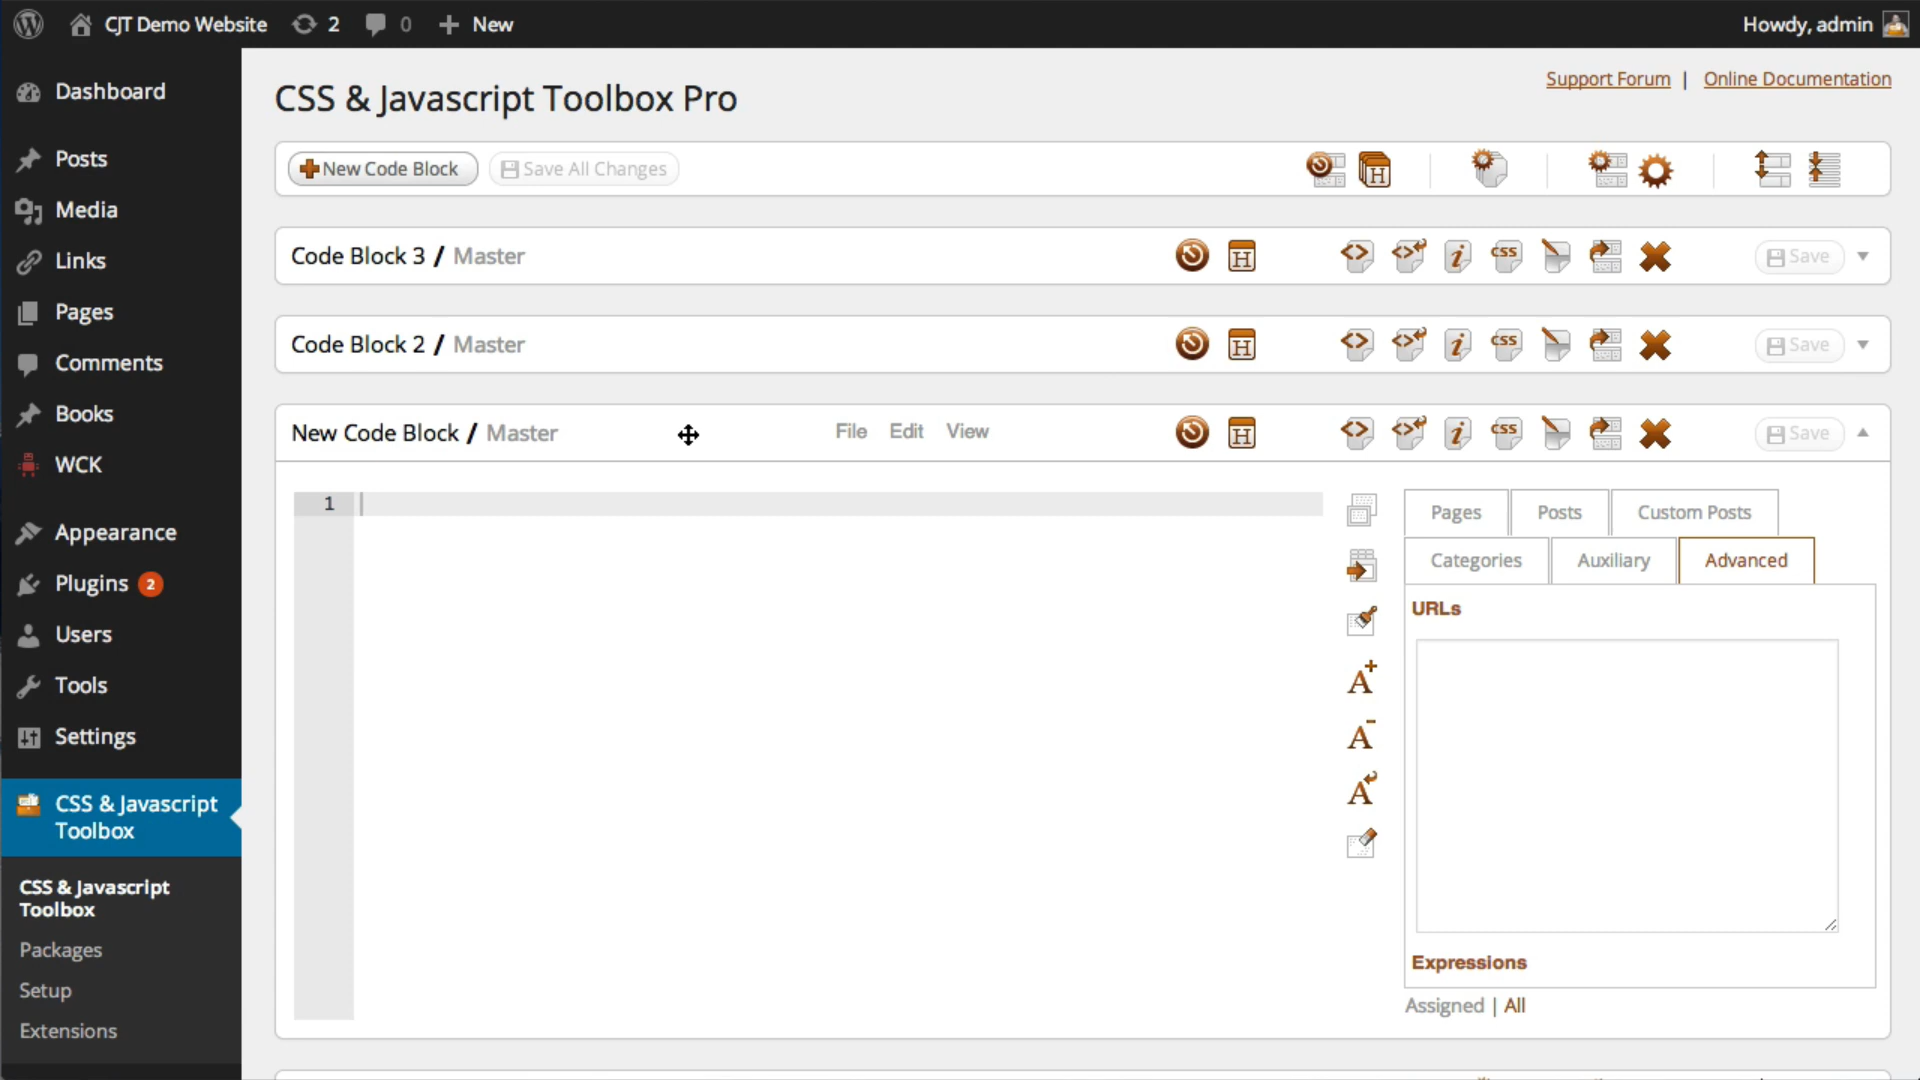 CJT Demo Website 2 0 New Howdy, admin
Dashboard
Posts
Media
Links
Pages
Comments
Books
WCK
Appearance
Plugins 2
Users
Tools
Settings
CSS & Javascript
Toolbox
CSS & Javascript
Toolbox
Packages
Setup
Extensions
Support Forum | Online Documentation
CSS & Javascript Toolbox Pro
New Code Block Save All Changes H
Code Block 3 / Master H <> <> i css Save
Code Block 2 / Master H <> <> i css Save
New Code Block / Master File Edit View H <> <> i css Save
1
A+
A-
A
Pages Posts Custom Posts
Categories Auxiliary Advanced
URLs
Expressions
Assigned | All